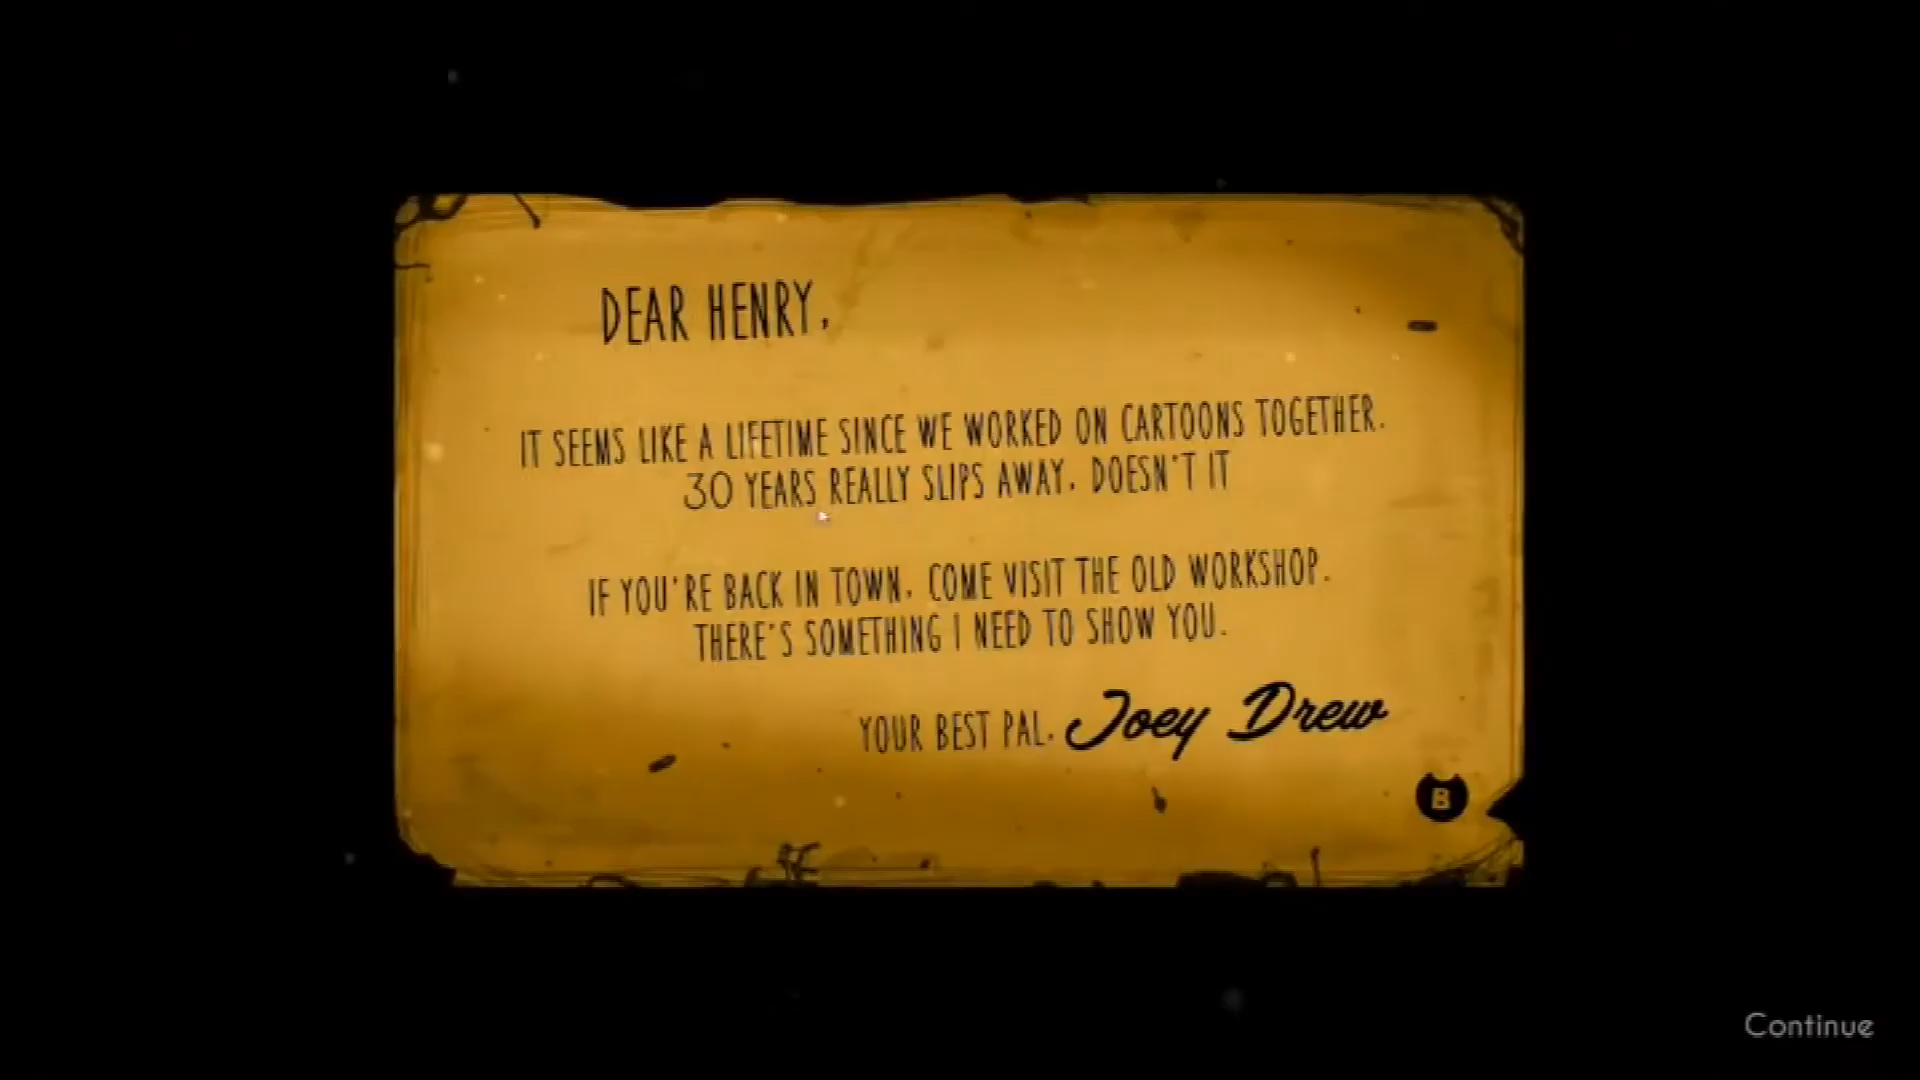 DEAR HENRY,
IT SEEMS LIKE A LIFETIME SINCE WE WORKED ON CARTOONS TOGETHER.
30 YEARS REALLY SLIPS AWAY, DOESN'T IT
IF YOU'RE BACK IN TOWN, COME VISIT THE OLD WORKSHOP.
THERE'S SOMETHING I NEED TO SHOW YOU.
YOUR BEST PAL, Joey Drew
B
Continue